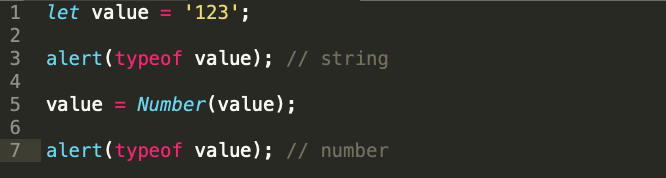 1 let value = '123';
2
3 alert(typeof value); // string
4
5 value = Number(value);
6
7 alert(typeof value); // number